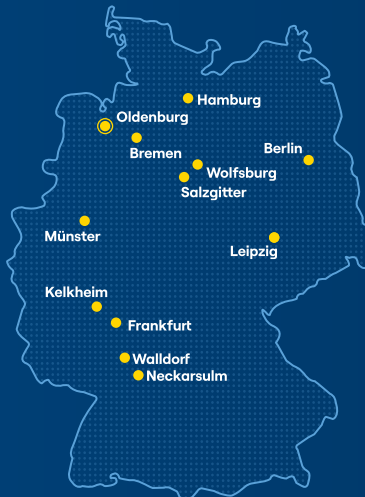 Hamburg
Oldenburg
Bremen
Berlin
Wolfsburg
Salzgitter
Münster
Leipzig
Kelkheim
Frankfurt
Walldorf
Neckarsulm